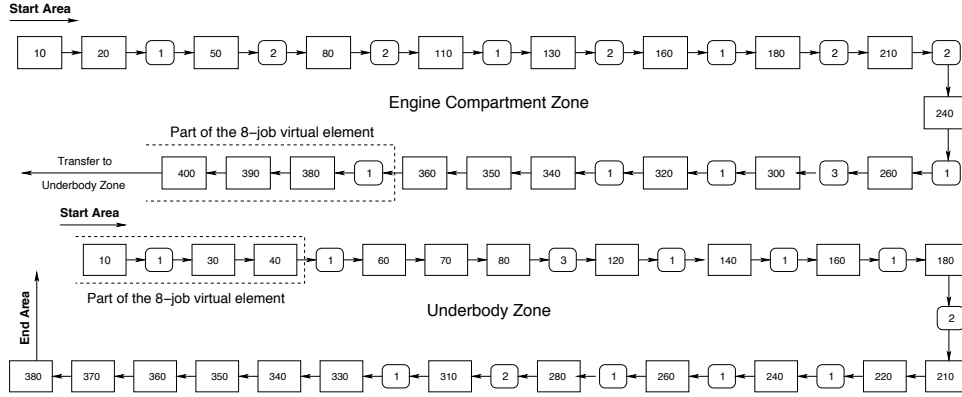 Start Area
10 20 1 50 2 80 2 110 1 130 2 160 1 180 2 210 2
Engine Compartment Zone
240
Part of the 8–job virtual element
Transfer to
Underbody Zone
400 390 380 1 360 350 340 1 320 1 300 3 260 1
Start Area
10 1 30 40 1 60 70 80 3 120 1 140 1 160 1 180
Part of the 8–job virtual element
Underbody Zone
End Area
2
380 370 360 350 340 330 1 310 2 280 1 260 1 240 1 220 210